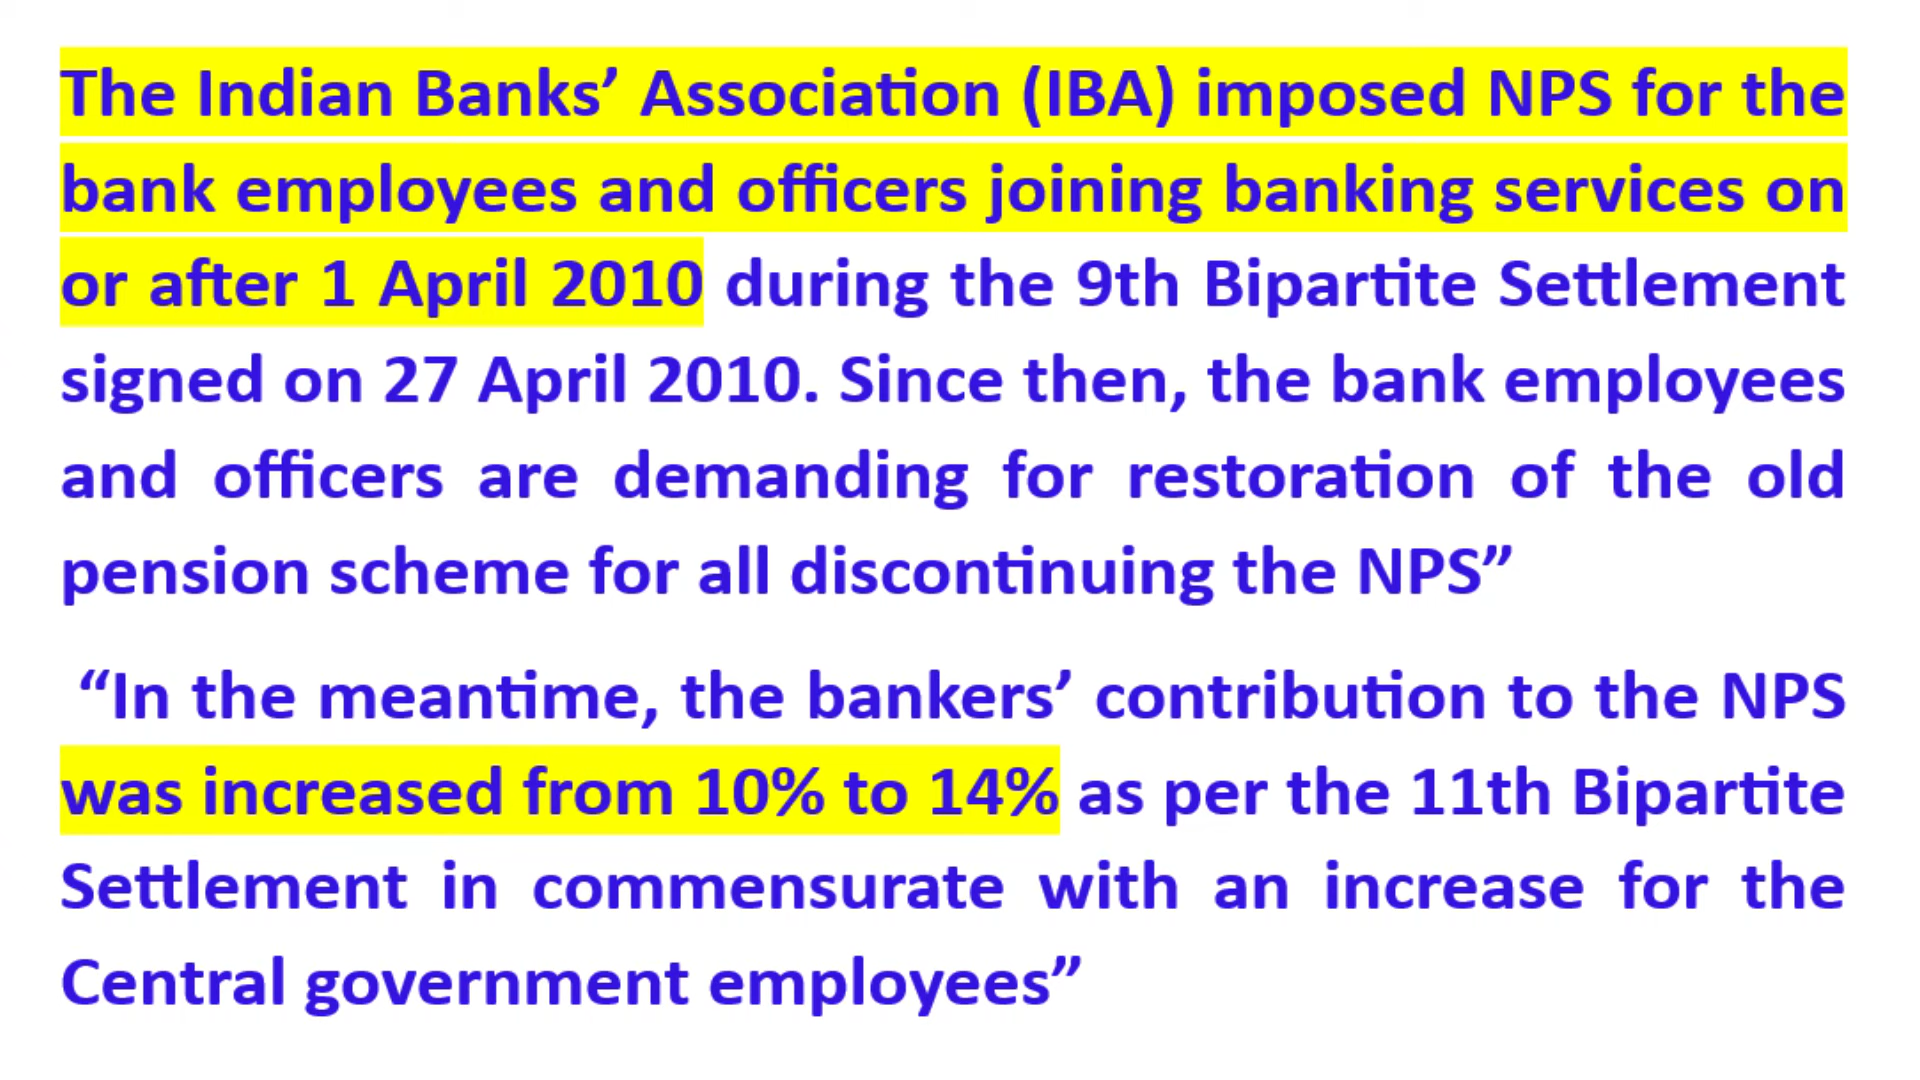 The Indian Banks’ Association (IBA) imposed NPS for the
bank employees and officers joining banking services on
or after 1 April 2010 during the 9th Bipartite Settlement
signed on 27 April 2010. Since then, the bank employees
and officers are demanding for restoration of the old
pension scheme for all discontinuing the NPS”
“In the meantime, the bankers’ contribution to the NPS
was increased from 10% to 14% as per the 11th Bipartite
Settlement in commensurate with an increase for the
Central government employees”